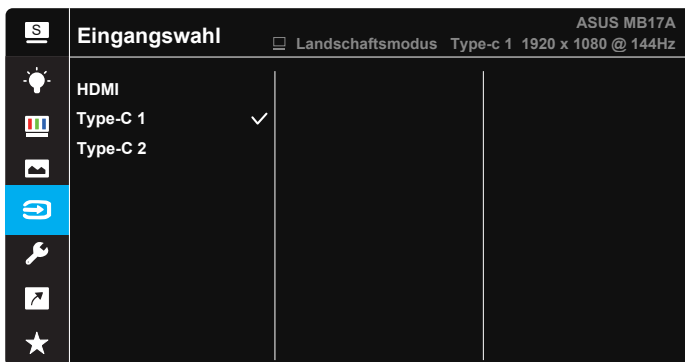 S
Eingangswahl
ASUS MB17A
Landschaftsmodus Type-c 1 1920 x 1080 @ 144Hz
HDMI
Type-C 1
Type-C 2